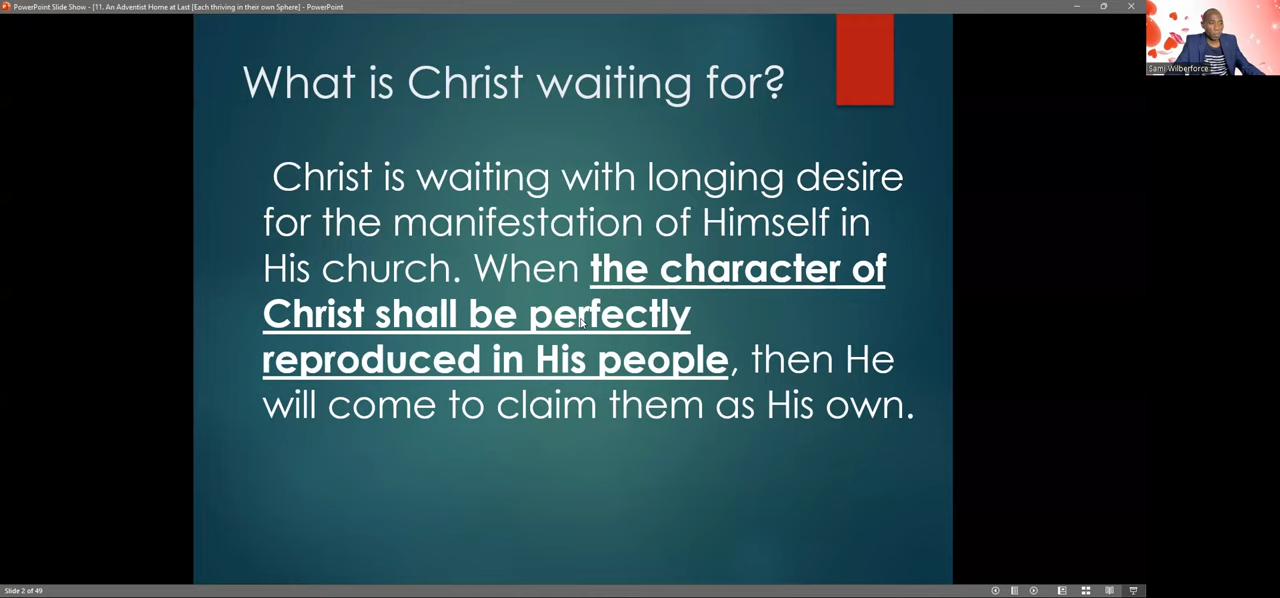 PowerPoint Slide Show - [11. An Adventist Home at Last [Each thriving in their own Sphere] - PowerPoint
What is Christ waiting for?
Christ is waiting with longing desire
for the manifestation of Himself in
His church. When the character of
Christ shall be perfectly
reproduced in His people, then He
will come to claim them as His own.
Sami Wilberforce
Slide 2 of 49